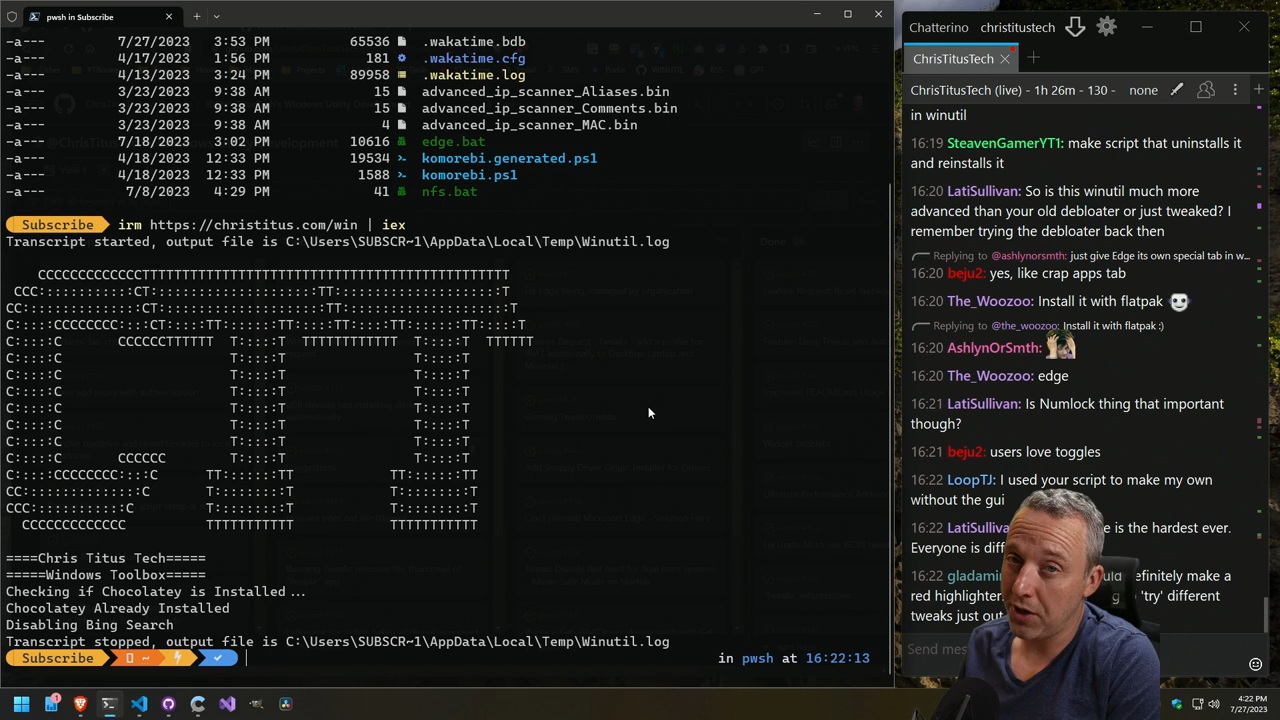 pwsh in Subscribe
-a--- 7/27/2023 3:53 PM 65536 .wakatime.bdb
-a--- 4/17/2023 1:56 PM 181 .wakatime.cfg
-a--- 4/13/2023 3:24 PM 89958 .wakatime.log
-a--- 3/23/2023 9:38 AM 15 advanced_ip_scanner_Aliases.bin
-a--- 3/23/2023 9:38 AM 15 advanced_ip_scanner_Comments.bin
-a--- 3/23/2023 9:38 AM 4 advanced_ip_scanner_MAC.bin
-a--- 7/18/2023 3:02 PM 10616 edge.bat
-a--- 4/18/2023 12:33 PM 19534 komorebi.generated.ps1
-a--- 4/18/2023 12:33 PM 1588 komorebi.ps1
-a--- 7/8/2023 4:29 PM 41 nfs.bat
Subscribe irm https://christitus.com/win | iex
Transcript started, output file is C:\Users\SUBSCR~1\AppData\Local\Temp\Winutil.log
====Chris Titus Tech=====
=====Windows Toolbox=====
Checking if Chocolatey is Installed...
Chocolatey Already Installed
Disabling Bing Search
Transcript stopped, output file is C:\Users\SUBSCR~1\AppData\Local\Temp\Winutil.log
Subscribe ~ in pwsh at 16:22:13
Chatterino christitustech
ChrisTitusTech
ChrisTitusTech (live) - 1h 26m - 130 - none
in winutil
16:19 SteavenGamerYT1: make script that uninstalls it
and reinstalls it
16:20 LatiSullivan: So is this winutil much more
advanced than your old debloater or just tweaked? I
remember trying the debloater back then
Replying to @ashlynorsmth: just give Edge its own special tab in w...
16:20 beju2: yes, like crap apps tab
16:20 The_Woozoo: Install it with flatpak
Replying to @the_woozoo: Install it with flatpak :)
16:20 AshlynOrSmth:
16:20 The_Woozoo: edge
16:21 LatiSullivan: Is Numlock thing that important
though?
16:21 beju2: users love toggles
16:22 LoopTJ: I used your script to make my own
without the gui
16:22 LatiSulliva e is the hardest ever.
Everyone is diff
16:22 gladami efinitely make a
red highlighter 'try' different
tweaks just out
Send mes
4:22 PM
7/27/2023